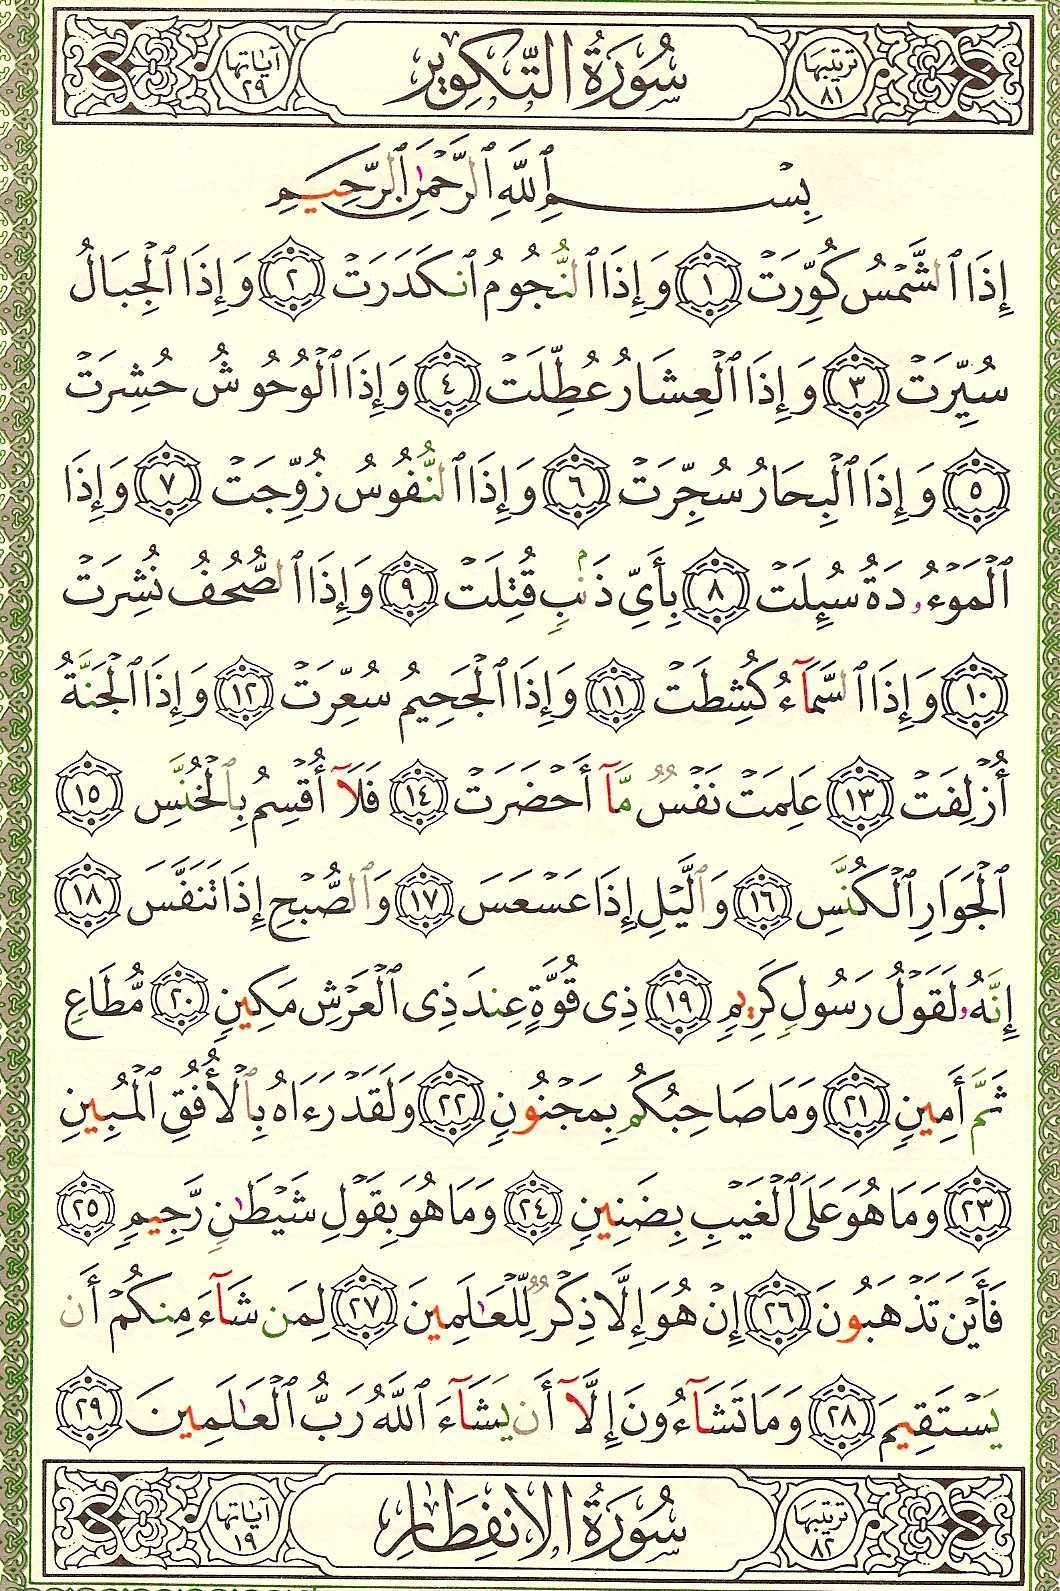 ترتيبها ٨١ سُورَةُ التَّكْوِيرِ آياتها ٢٩
بِسْمِ ٱللَّهِ ٱلرَّحْمَٰنِ ٱلرَّحِيمِ
إِذَا ٱلشَّمْسُ كُوِّرَتْ ١ وَإِذَا ٱلنُّجُومُ ٱنكَدَرَتْ ٢ وَإِذَا ٱلْجِبَالُ
سُيِّرَتْ ٣ وَإِذَا ٱلْعِشَارُ عُطِّلَتْ ٤ وَإِذَا ٱلْوُحُوشُ حُشِرَتْ
٥ وَإِذَا ٱلْبِحَارُ سُجِّرَتْ ٦ وَإِذَا ٱلنُّفُوسُ زُوِّجَتْ ٧ وَإِذَا
ٱلْمَوْءُۥدَةُ سُئِلَتْ ٨ بِأَىِّ ذَنۢبٍ قُتِلَتْ ٩ وَإِذَا ٱلصُّحُفُ نُشِرَتْ
١٠ وَإِذَا ٱلسَّمَآءُ كُشِطَتْ ١١ وَإِذَا ٱلْجَحِيمُ سُعِّرَتْ ١٢ وَإِذَا ٱلْجَنَّةُ
أُزْلِفَتْ ١٣ عَلِمَتْ نَفْسٌ مَّآ أَحْضَرَتْ ١٤ فَلَآ أُقْسِمُ بِٱلْخُنَّسِ ١٥
ٱلْجَوَارِ ٱلْكُنَّسِ ١٦ وَٱلَّيْلِ إِذَا عَسْعَسَ ١٧ وَٱلصُّبْحِ إِذَا تَنَفَّسَ ١٨
إِنَّهُۥ لَقَوْلُ رَسُولٍ كَرِيمٍ ١٩ ذِى قُوَّةٍ عِندَ ذِى ٱلْعَرْشِ مَكِينٍ ٢٠ مُّطَاعٍ
ثَمَّ أَمِينٍ ٢١ وَمَا صَاحِبُكُم بِمَجْنُونٍ ٢٢ وَلَقَدْ رَءَاهُ بِٱلْأُفُقِ ٱلْمُبِينِ
٢٣ وَمَا هُوَ عَلَى ٱلْغَيْبِ بِضَنِينٍ ٢٤ وَمَا هُوَ بِقَوْلِ شَيْطَٰنٍ رَّجِيمٍ ٢٥
فَأَيْنَ تَذْهَبُونَ ٢٦ إِنْ هُوَ إِلَّا ذِكْرٌ لِّلْعَٰلَمِينَ ٢٧ لِمَن شَآءَ مِنكُمْ أَن
يَسْتَقِيمَ ٢٨ وَمَا تَشَآءُونَ إِلَّآ أَن يَشَآءَ ٱللَّهُ رَبُّ ٱلْعَٰلَمِينَ ٢٩
ترتيبها ٨٢ سُورَةُ الانفِطَارِ آياتها ١٩